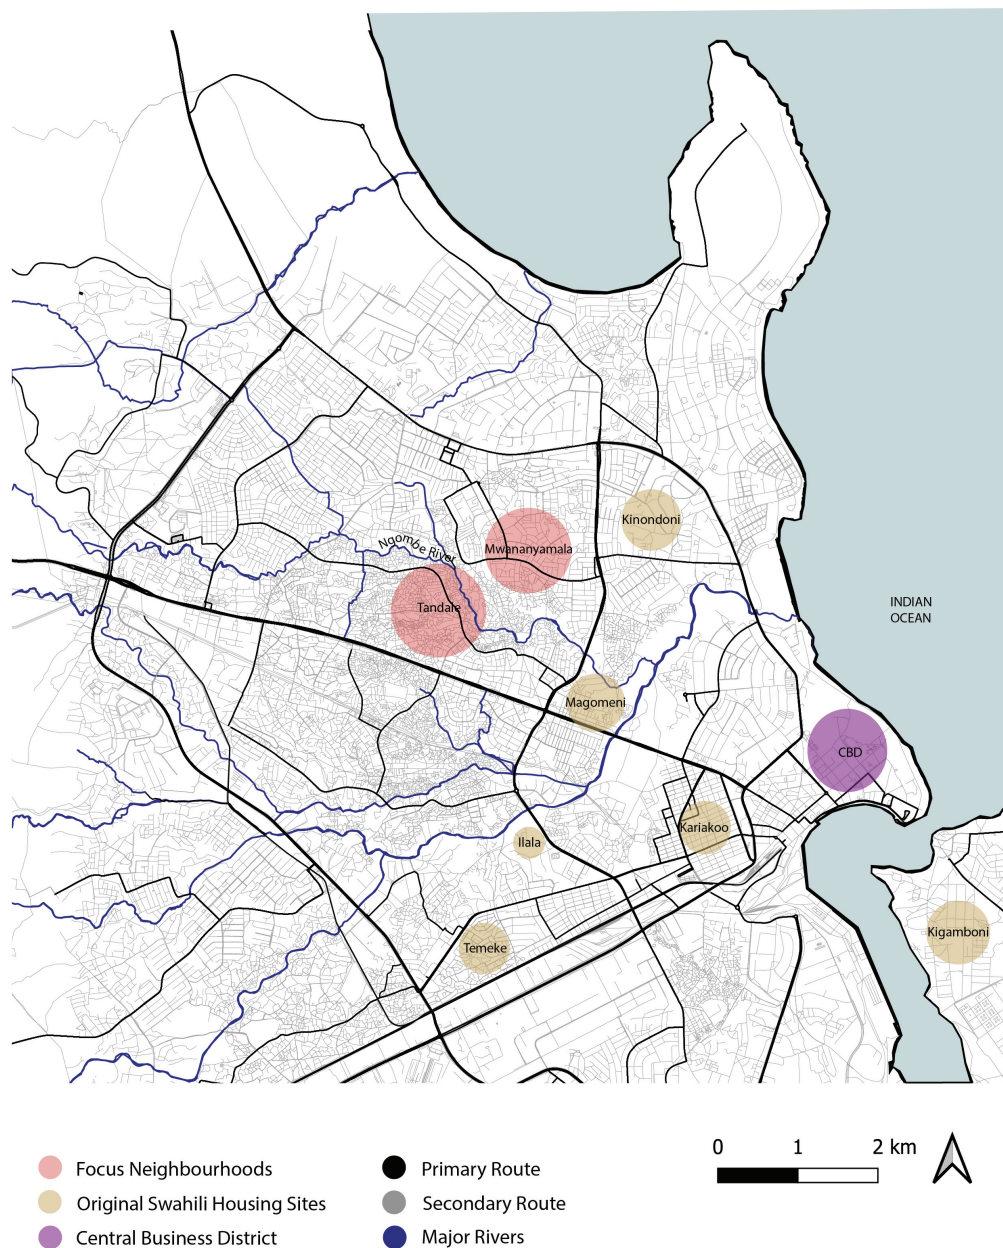 Kinondoni
Ngombe River
Mwananyamala
Tandale
INDIAN
OCEAN
Magomeni
CBD
Kariakoo
Ilala
Kigamboni
Temeke
0 1 2 km
Focus Neighbourhoods
Original Swahili Housing Sites
Central Business District
Primary Route
Secondary Route
Major Rivers